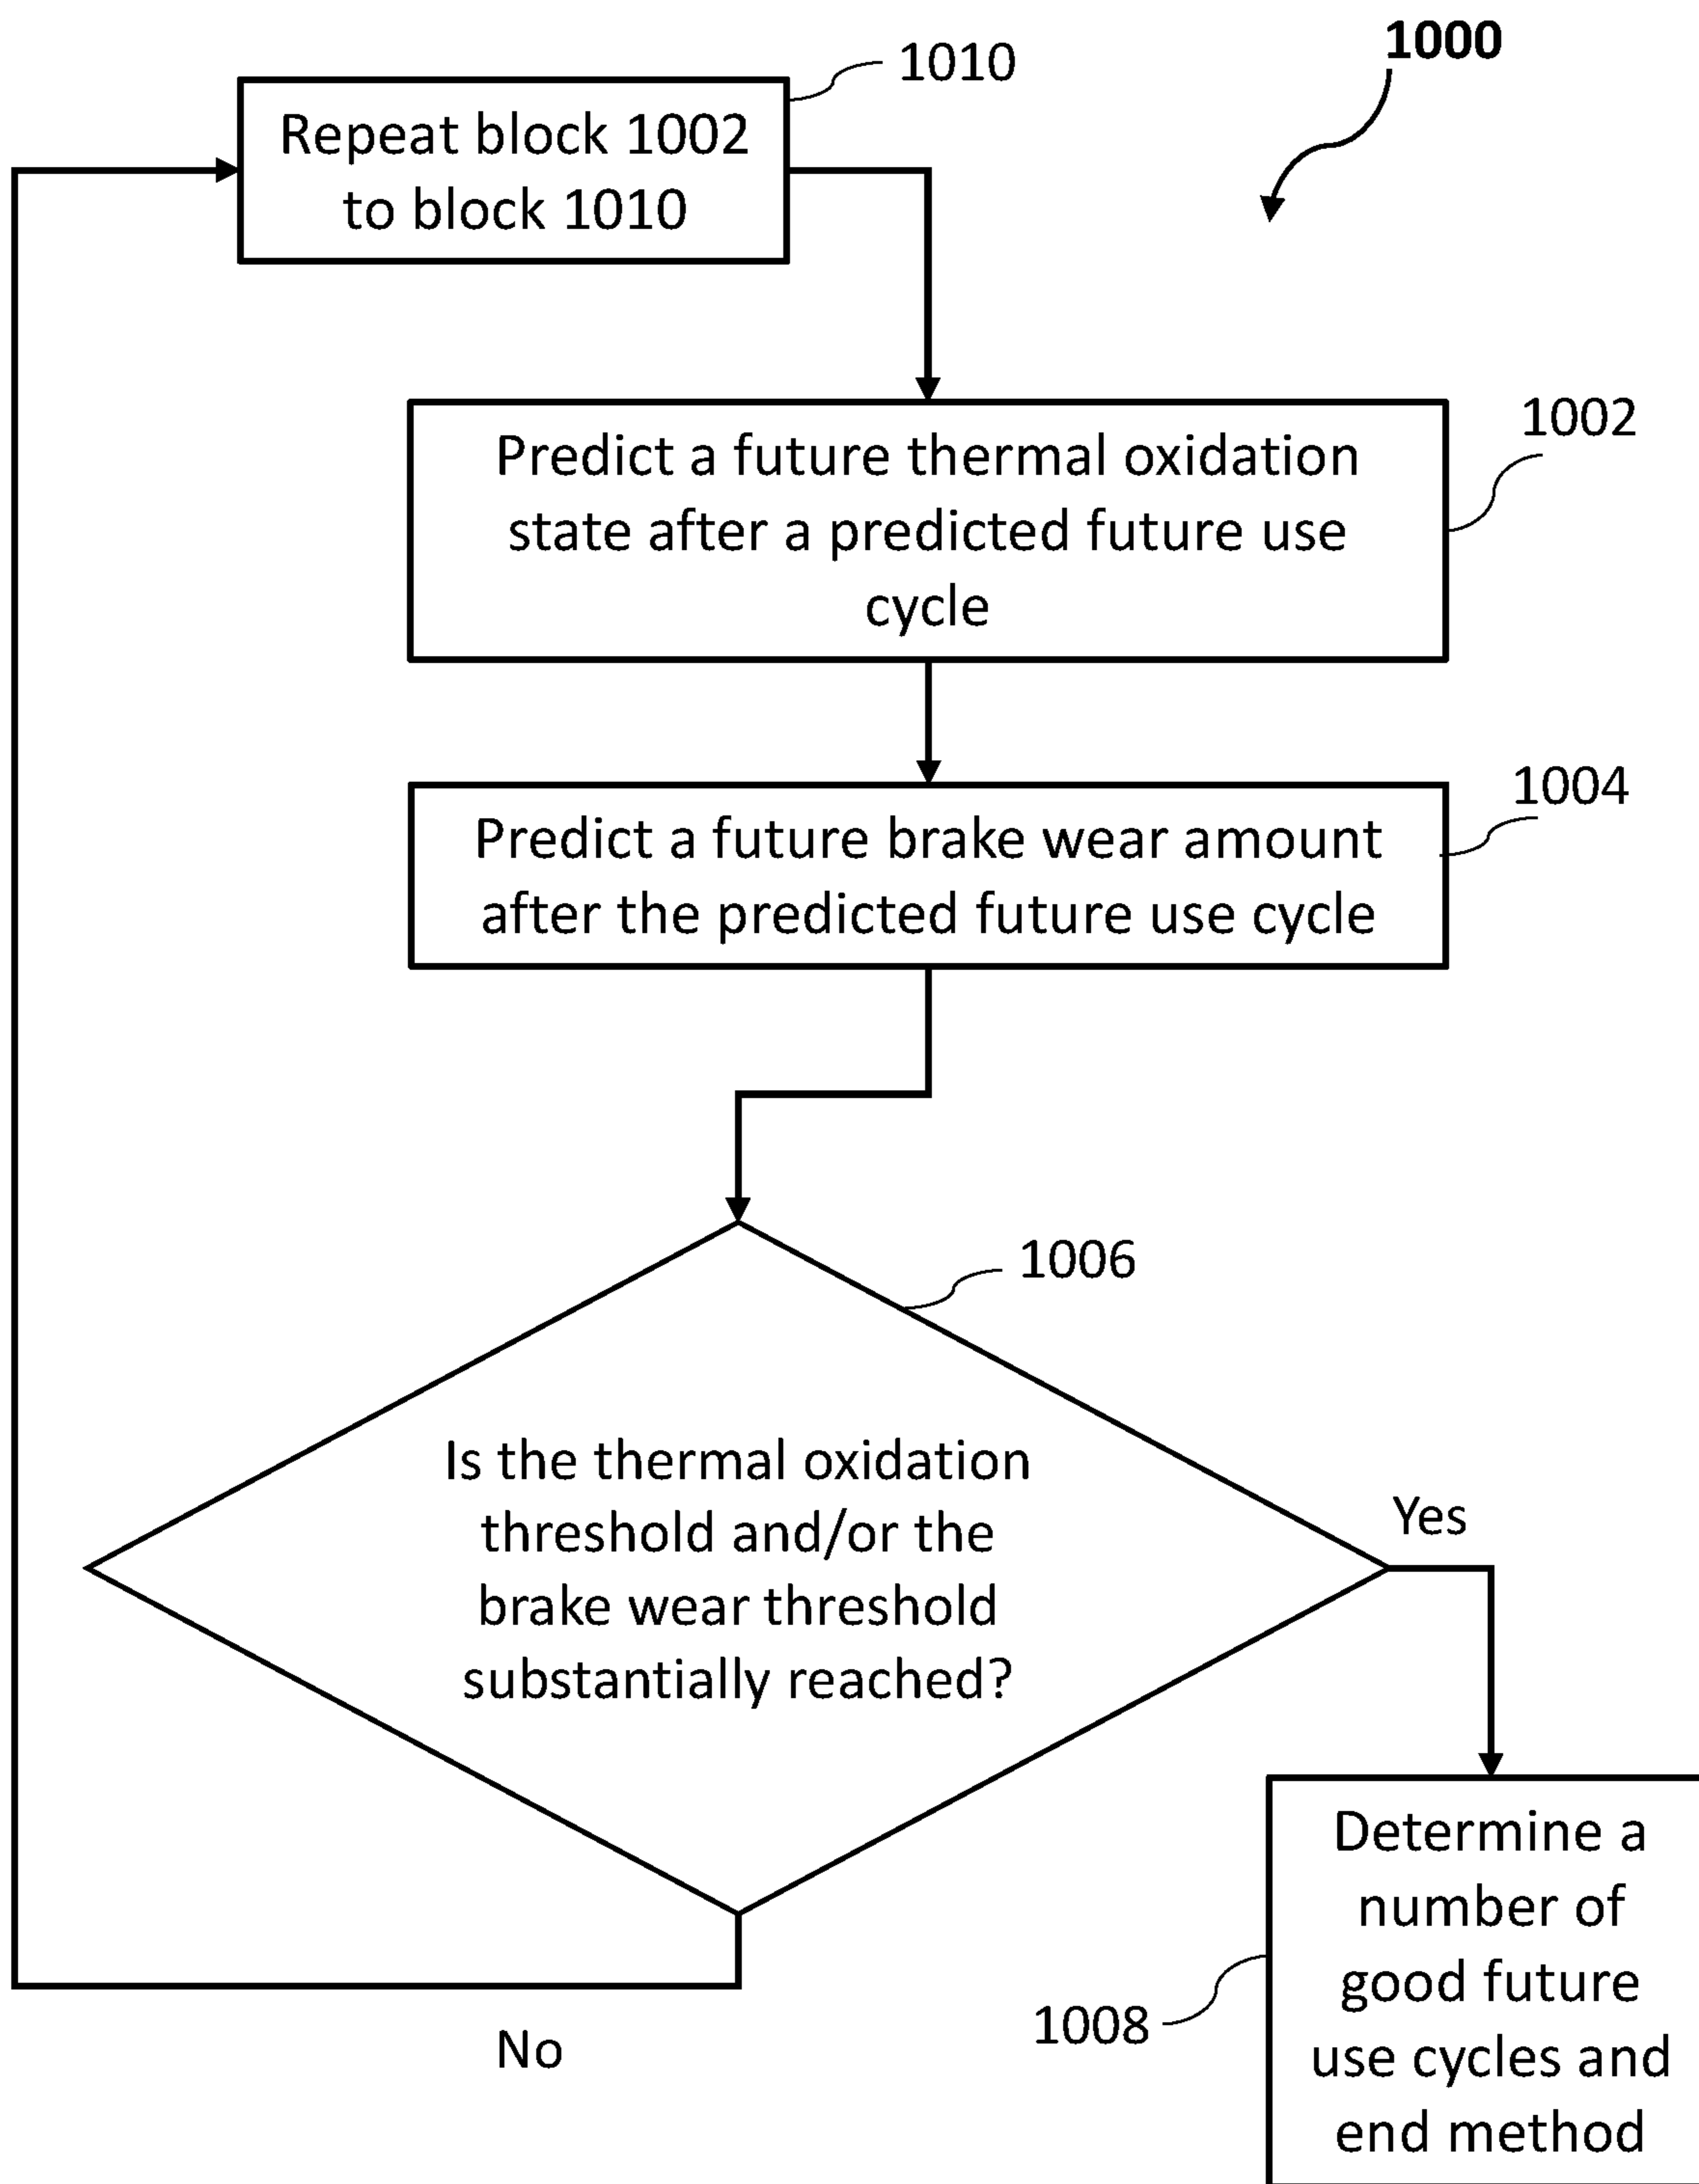 1000
1010
Repeat block 1002
to block 1010
1002
Predict a future thermal oxidation
state after a predicted future use
cycle
1004
Predict a future brake wear amount
after the predicted future use cycle
1006
Is the thermal oxidation
threshold and/or the
brake wear threshold
substantially reached?
Yes
No
1008
Determine a
number of
good future
use cycles and
end method